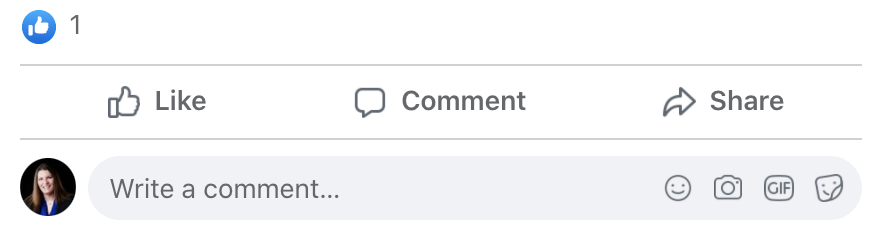 1
Like
Comment
Share
Write a comment...
GIF